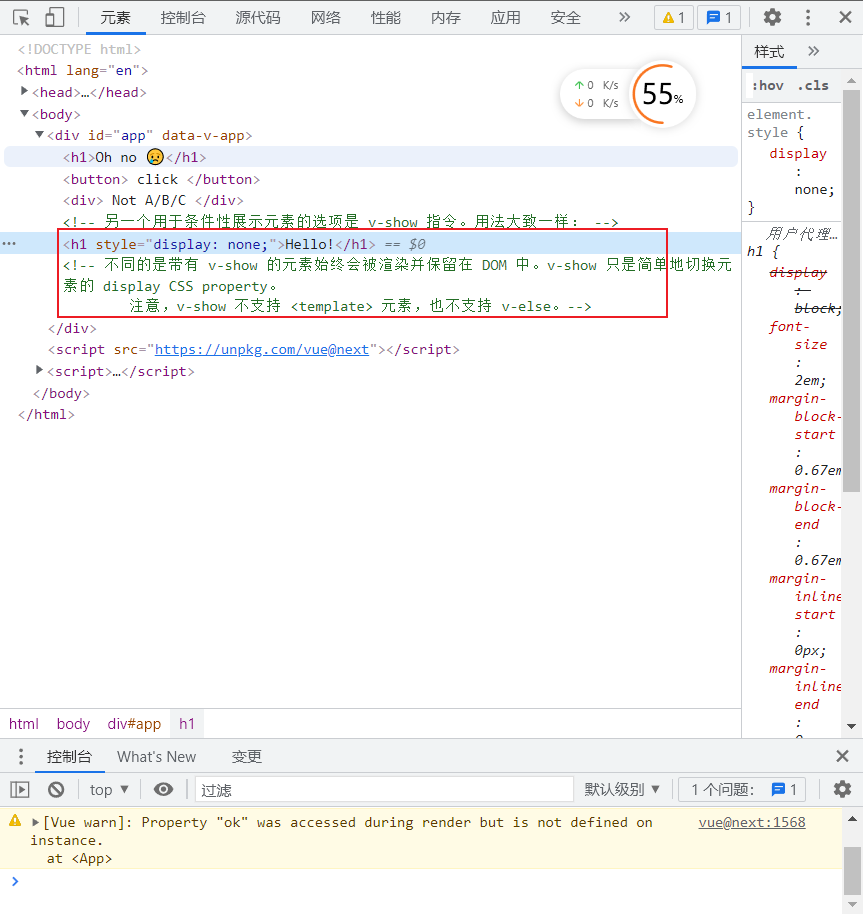 元素 控制台 源代码 网络 性能 内存 应用 安全 » 1 1
<!DOCTYPE html>
<html lang="en">
<head>…</head>
<body>
<div id="app" data-v-app>
<h1>Oh no 😥</h1>
<button> click </button>
<div> Not A/B/C </div>
<!-- 另一个用于条件性展示元素的选项是 v-show 指令。用法大致一样： -->
<h1 style="display: none;">Hello!</h1> == $0
<!-- 不同的是带有 v-show 的元素始终会被渲染并保留在 DOM 中。v-show 只是简单地切换元
素的 display CSS property。
注意，v-show 不支持 <template> 元素，也不支持 v-else。-->
</div>
<script src="https://unpkg.com/vue@next"></script>
<script>…</script>
</body>
</html>
0 K/s
0 K/s
55%
样式 »
:hov .cls
element.
style {
display
:
none;
}
用户代理…
h1 {
display
:
block;
font-
size
:
2em;
margin-
block-
start
:
0.67em
margin-
block-
end
:
0.67em
margin-
inline
start
:
0px;
margin-
inline
end
:
html body div#app h1
控制台 What's New 变更
top ▼ 过滤 默认级别 ▼ 1 个问题： 1
[Vue warn]: Property "ok" was accessed during render but is not defined on vue@next:1568
instance.
at <App>